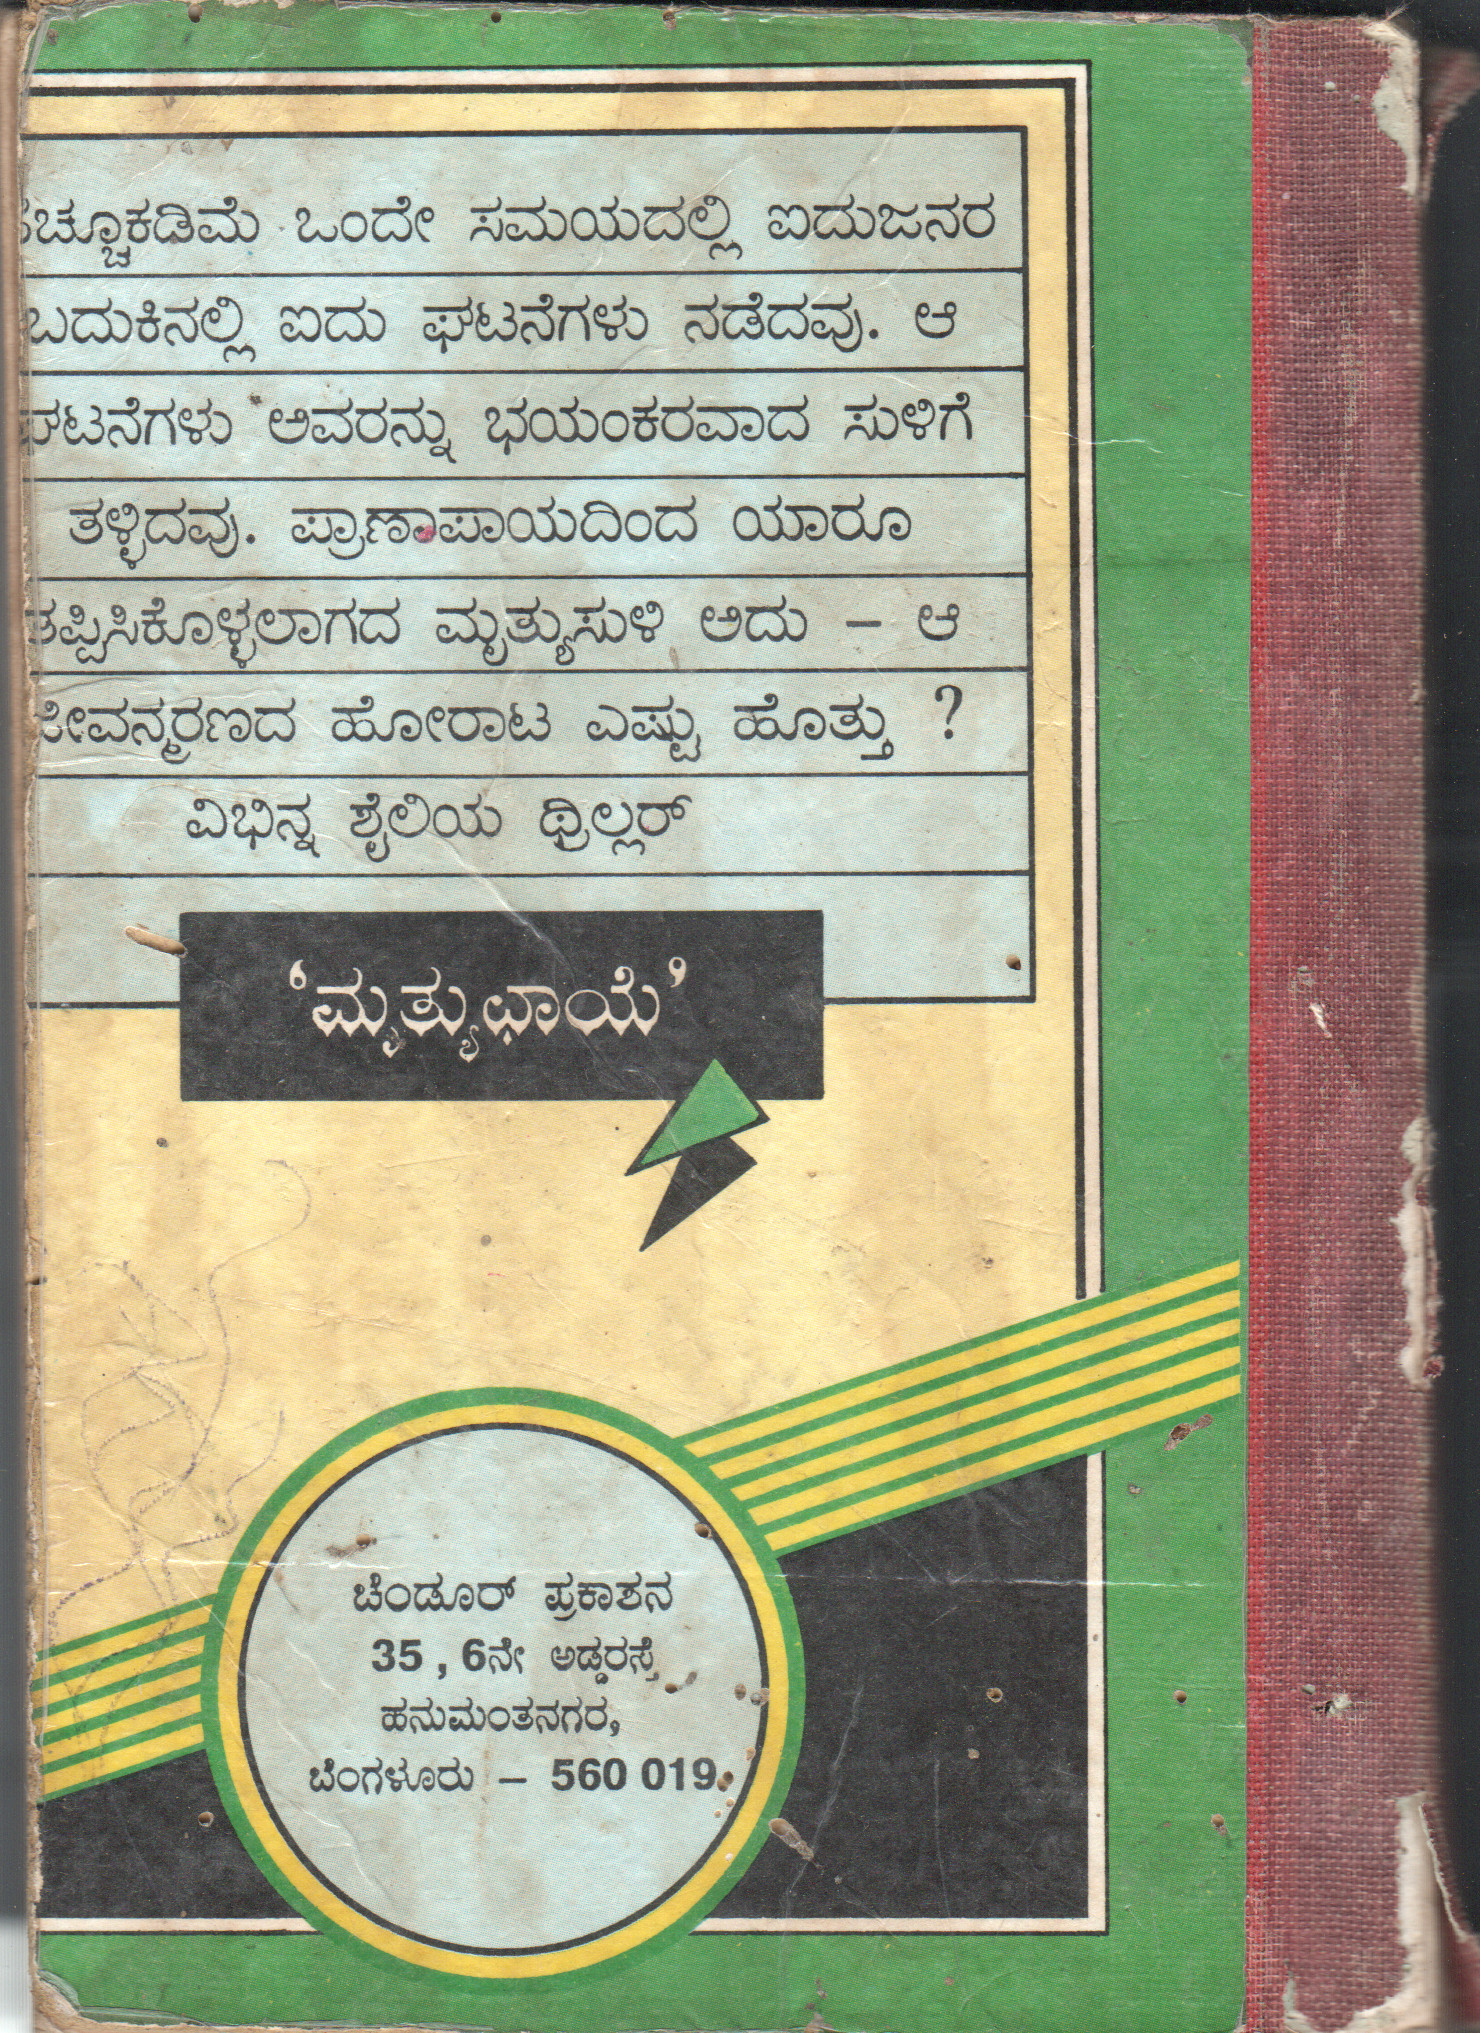 ಹೆಚ್ಚೂಕಡಿಮೆ ಒಂದೇ ಸಮಯದಲ್ಲಿ ಐದುಜನರ
ಬದುಕಿನಲ್ಲಿ ಐದು ಘಟನೆಗಳು ನಡೆದವು. ಆ
ಘಟನೆಗಳು ಅವರನ್ನು ಭಯಂಕರವಾದ ಸುಳಿಗೆ
ತಳ್ಳಿದವು. ಪ್ರಾಣಾಪಾಯದಿಂದ ಯಾರೂ
ತಪ್ಪಿಸಿಕೊಳ್ಳಲಾಗದ ಮೃತ್ಯುಸುಳಿ ಅದು – ಆ
ಜೀವನ್ಮರಣದ ಹೋರಾಟ ಎಷ್ಟು ಹೊತ್ತು ?
ವಿಭಿನ್ನ ಶೈಲಿಯ ಥ್ರಿಲ್ಲರ್
‘ಮೃತ್ಯುಛಾಯೆ’
ಚೆಂಡೂರ್ ಪ್ರಕಾಶನ
35 , 6ನೇ ಅಡ್ಡರಸ್ತೆ
ಹನುಮಂತನಗರ,
ಬೆಂಗಳೂರು – 560 019.